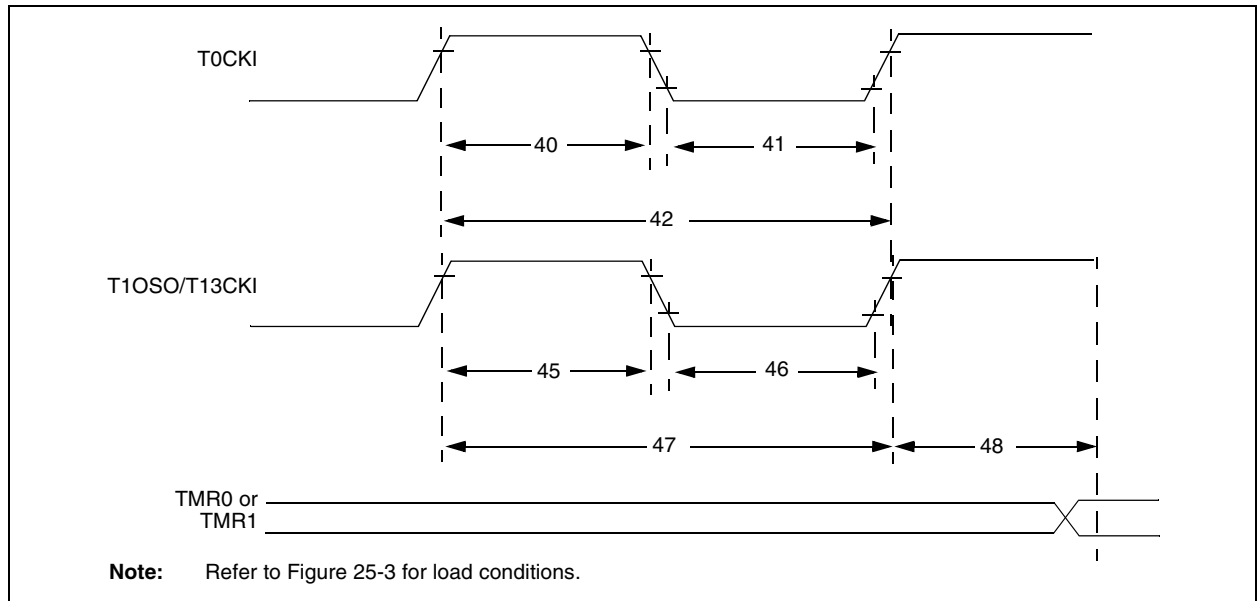 T0CKI
40
41
42
T1OSO/T13CKI
45
46
47
48
TMR0 or
TMR1
Note: Refer to Figure 25-3 for load conditions.